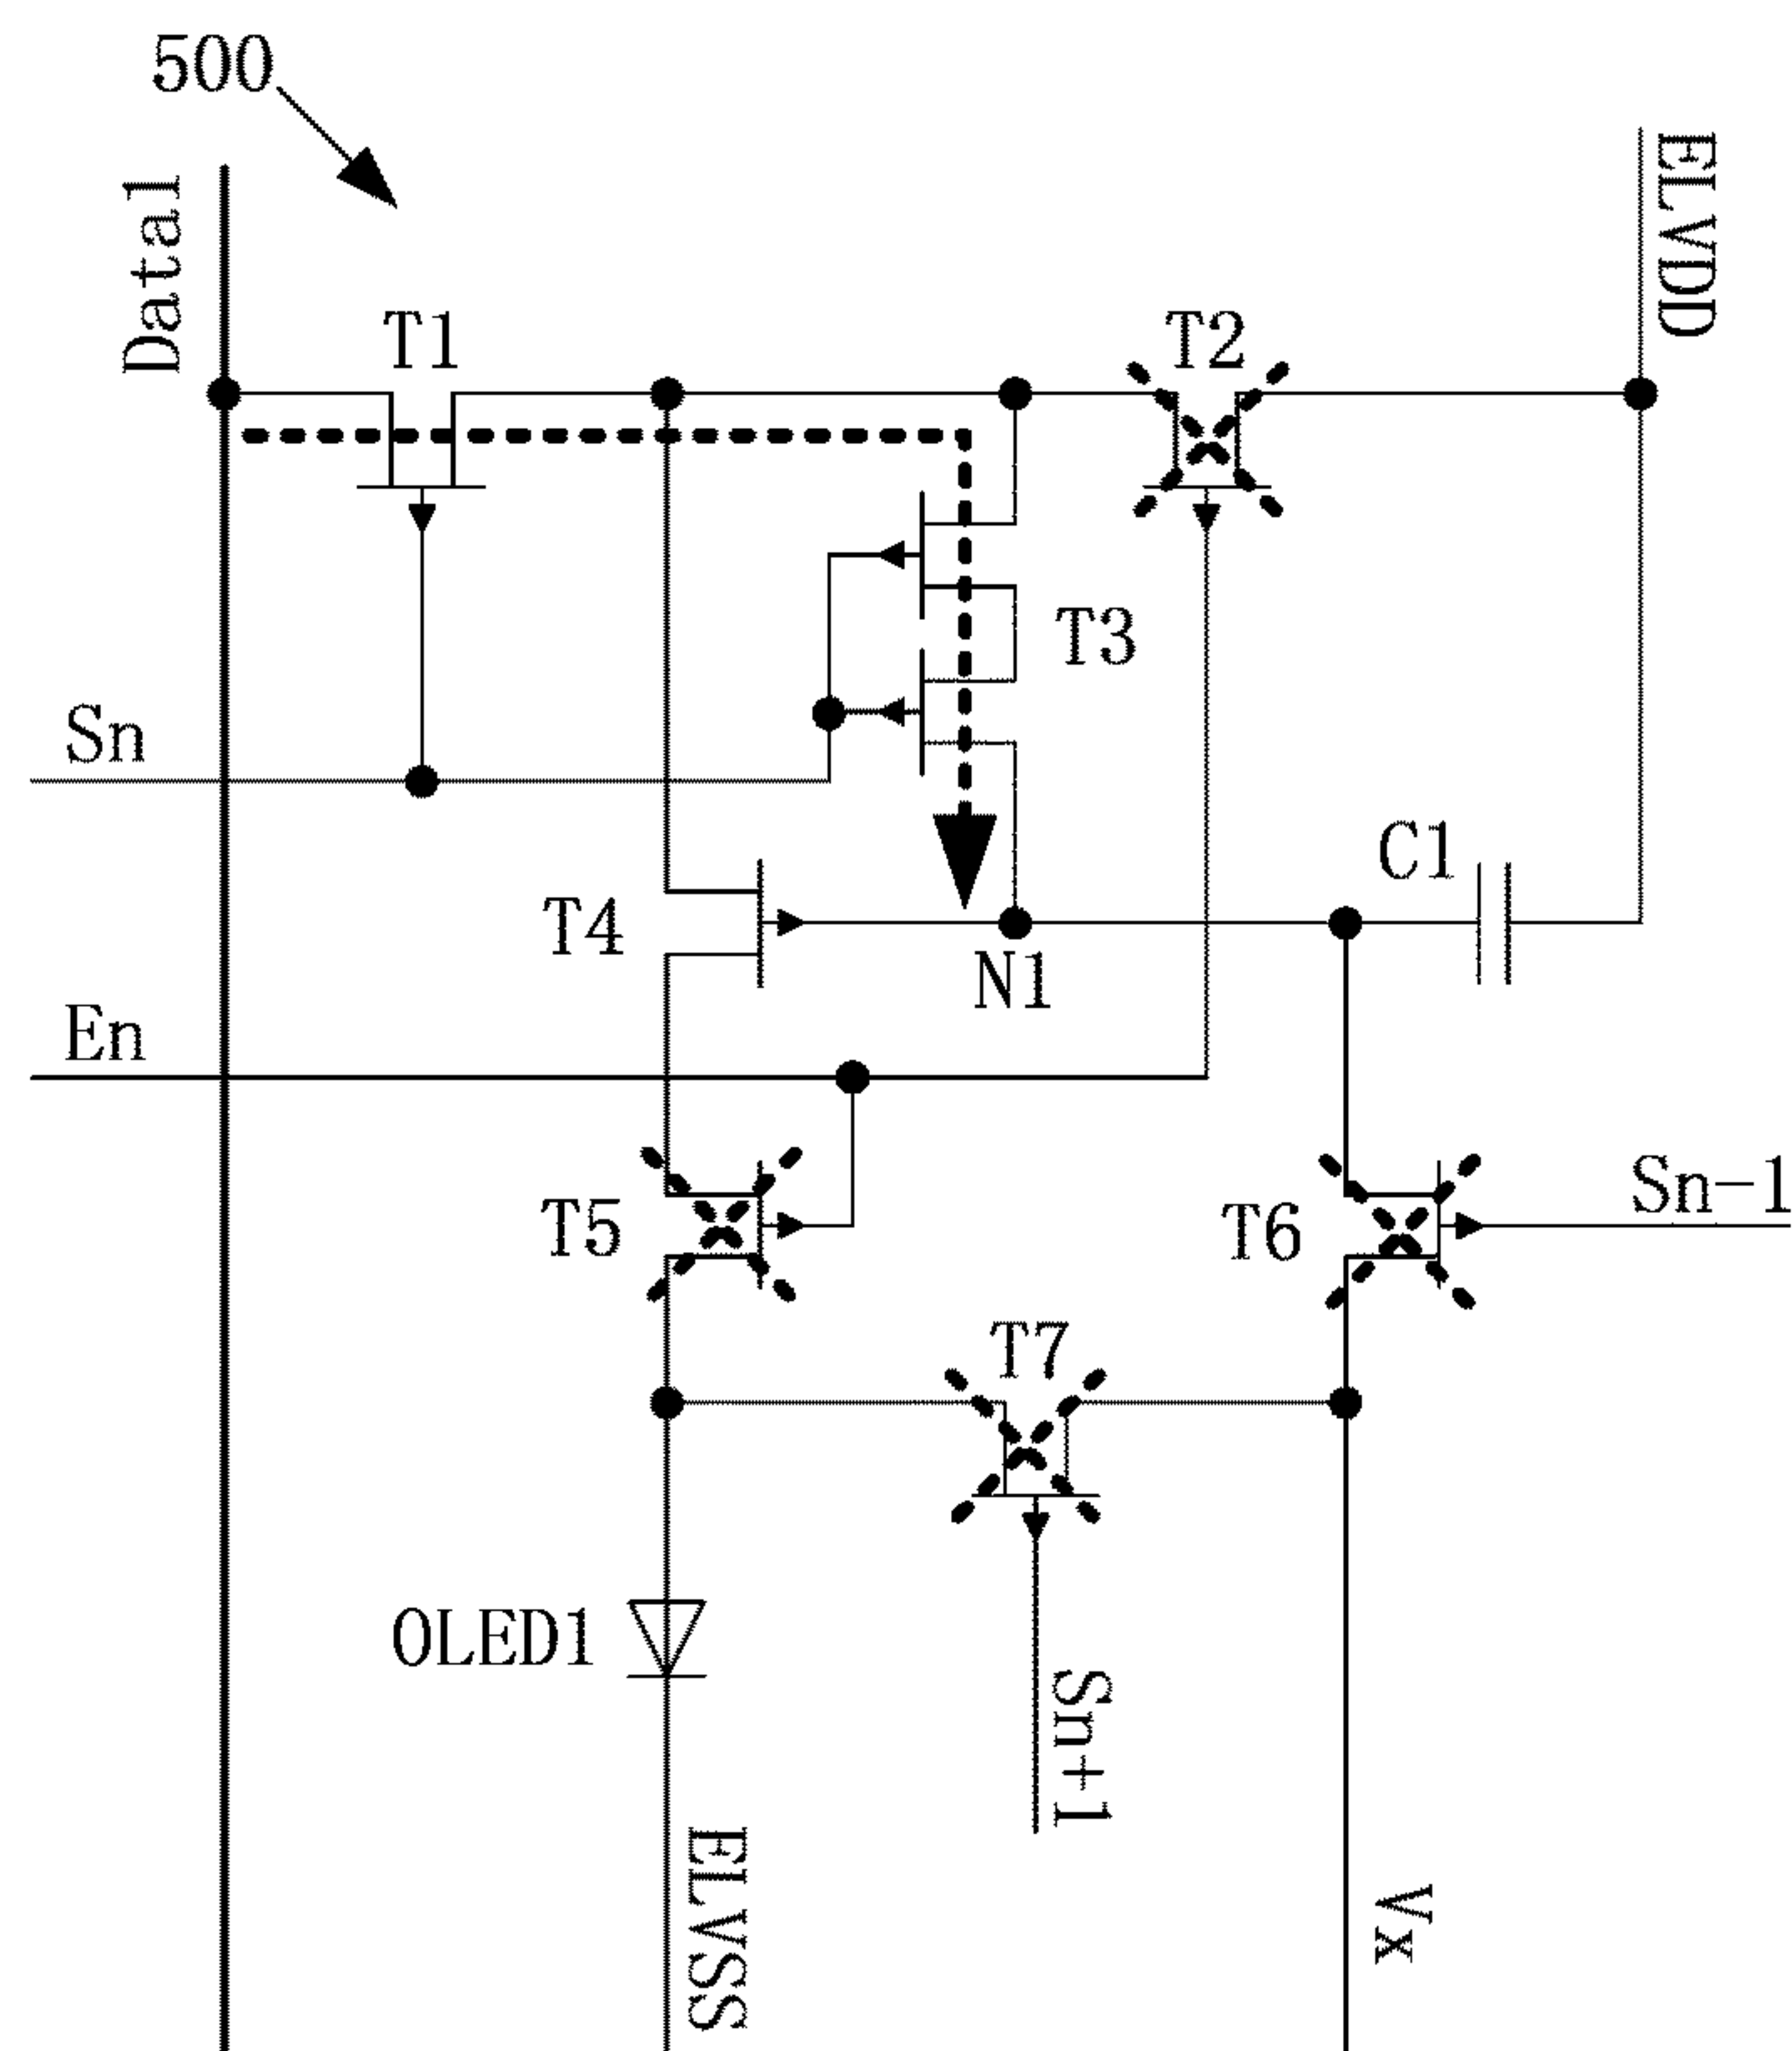 500
Data1
ELVDD
T1
T2
T3
Sn
C1
T4
N1
En
T5
T6
Sn-1
T7
OLED1
Sn+1
ELVSS
Vx